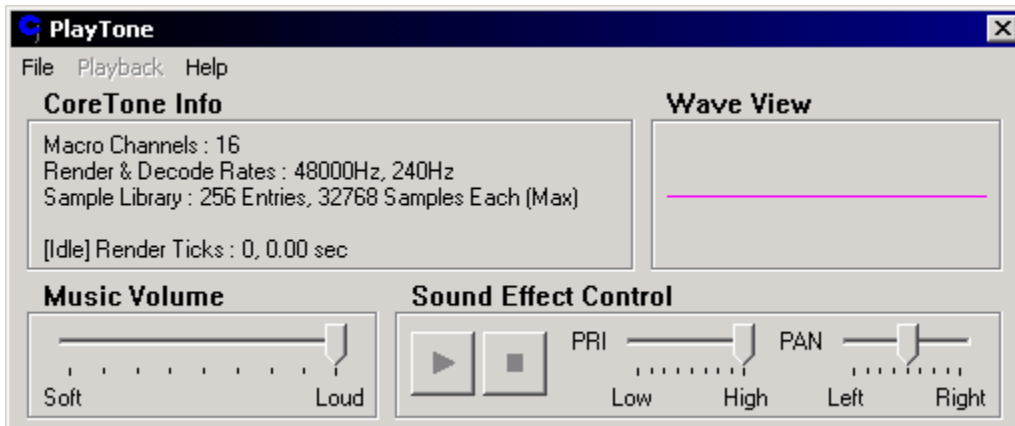 PlayTone
File Playback Help
CoreTone Info
Macro Channels : 16
Render & Decode Rates : 48000Hz, 240Hz
Sample Library : 256 Entries, 32768 Samples Each (Max)
[Idle] Render Ticks : 0, 0.00 sec
Wave View
Music Volume
Soft Loud
Sound Effect Control
PRI
Low High
PAN
Left Right